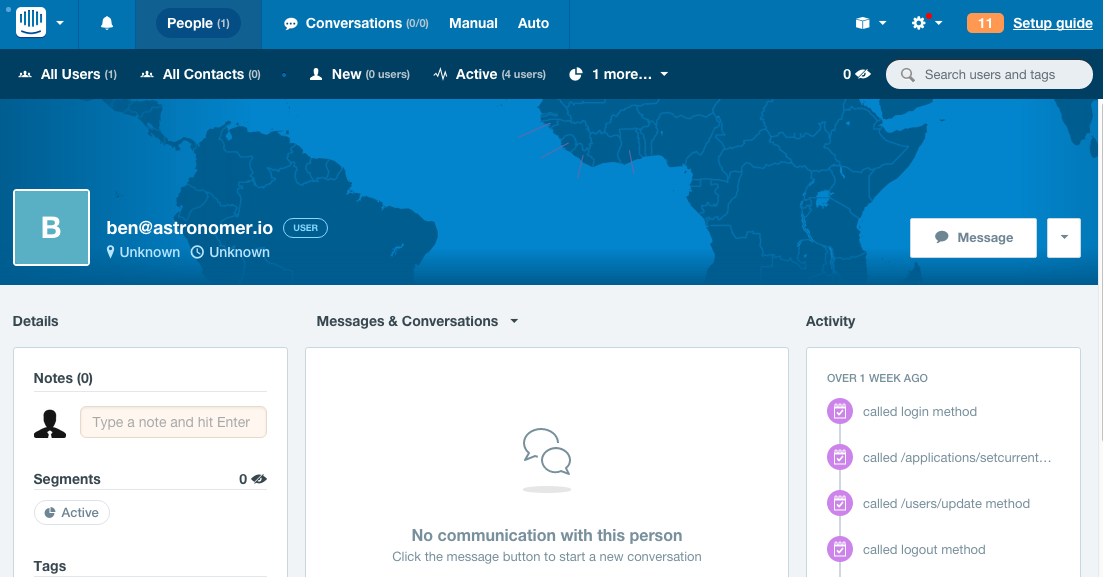 People (1)
Conversations (0/0)
Manual
Auto
11
Setup guide
All Users (1)
All Contacts (0)
New (0 users)
Active (4 users)
1 more...
0
Search users and tags
B
ben@astronomer.io
USER
Unknown
Unknown
Message
Details
Messages & Conversations
Activity
Notes (0)
Type a note and hit Enter
Segments
0
Active
Tags
No communication with this person
Click the message button to start a new conversation
OVER 1 WEEK AGO
called login method
called /applications/setcurrent...
called /users/update method
called logout method